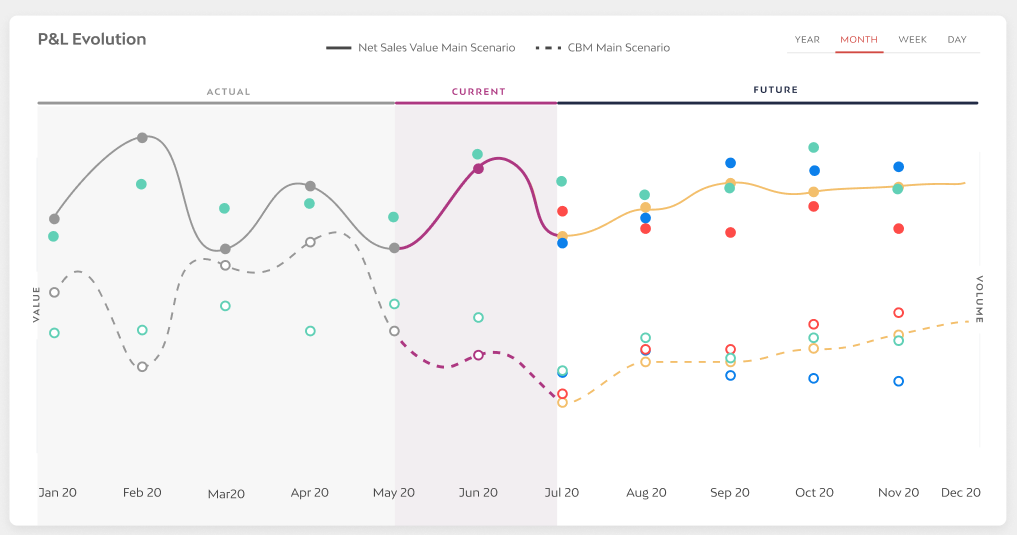 P&L Evolution
Net Sales Value Main Scenario
CBM Main Scenario
YEAR MONTH WEEK DAY
ACTUAL CURRENT FUTURE
VALUE
VOLUME
Jan 20 Feb 20 Mar20 Apr 20 May 20 Jun 20 Jul 20 Aug 20 Sep 20 Oct 20 Nov 20 Dec 20